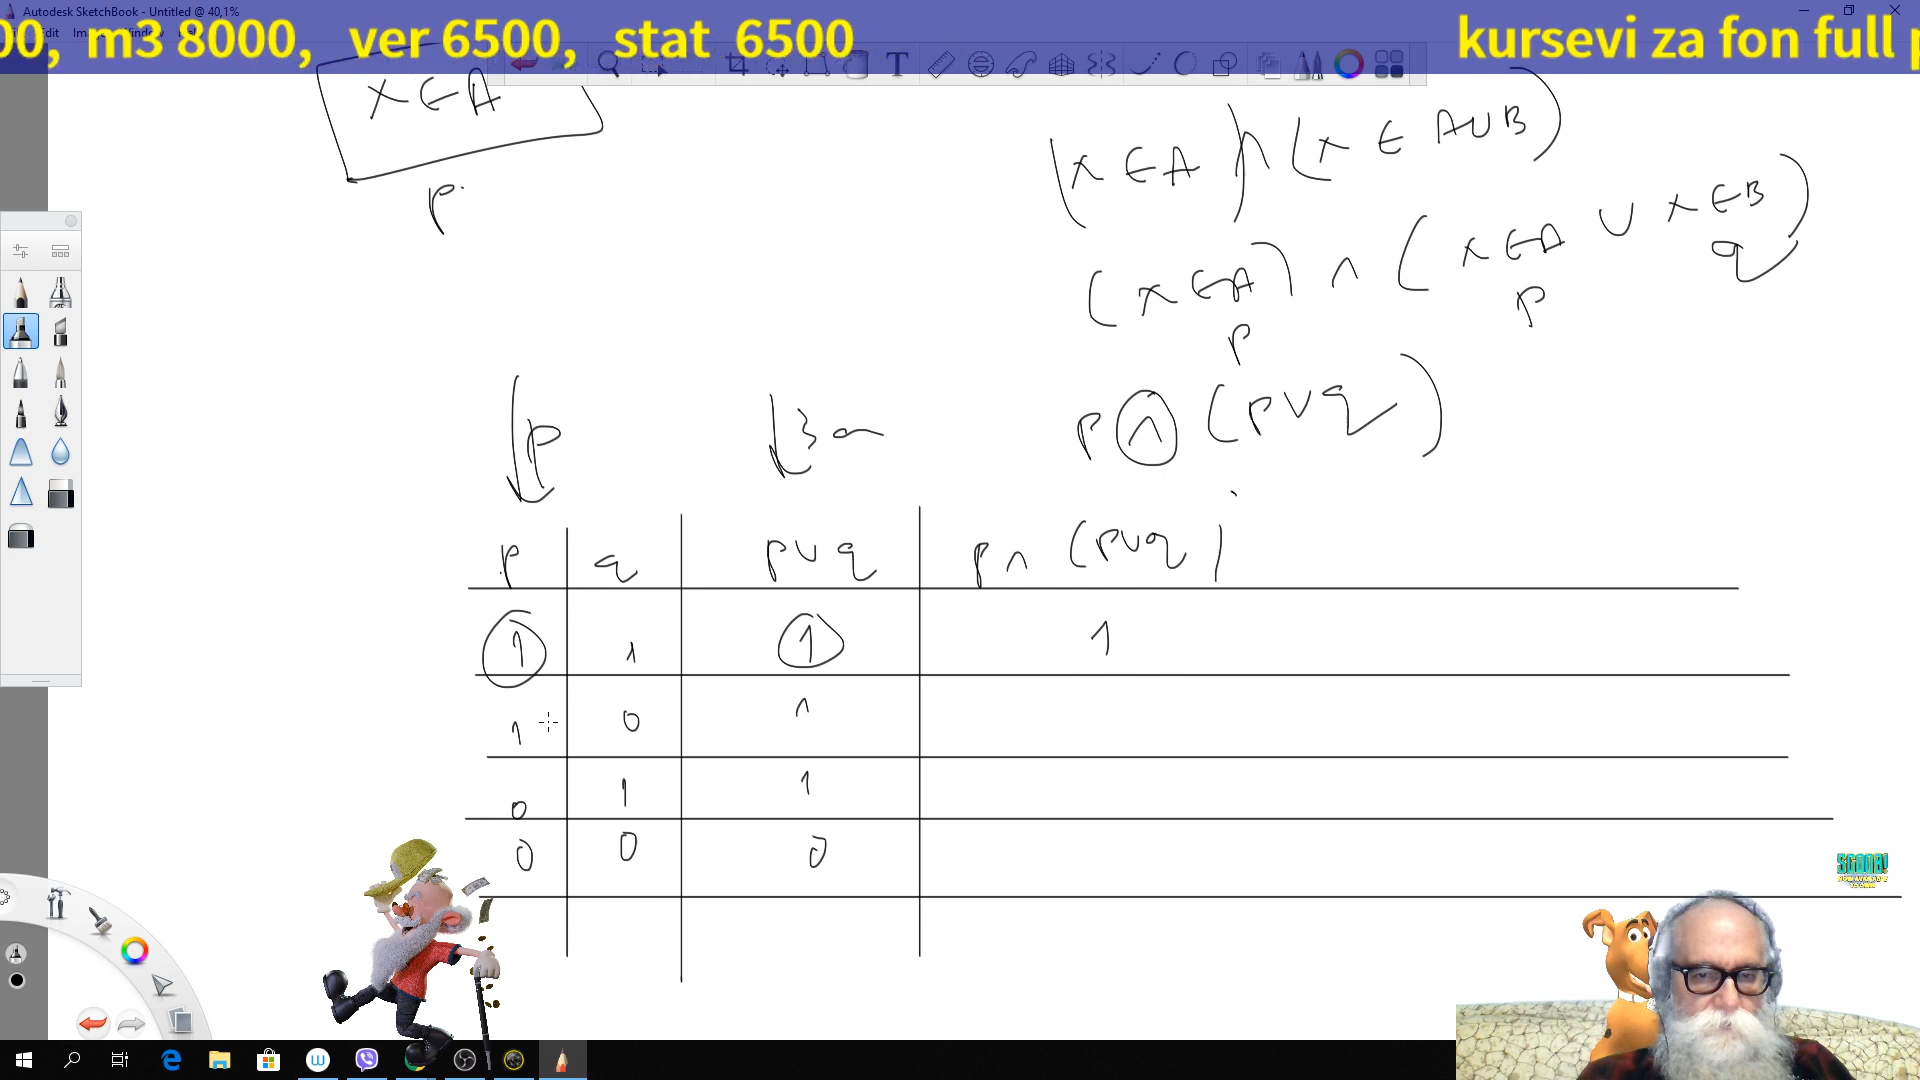 Autodesk SketchBook - Untitled @ 40,1%
00, m3 8000, ver 6500, stat 6500
kursevi za fon full p
x ∈ A
p
(x ∈ A) ∧ (x ∈ A∪B)
(x ∈ A) ∧ (x ∈ A ∪ x ∈ B)
p p q
p
p ∧ (p ∨ q)
p q p ∨ q p ∧ (p ∨ q)
1 1 1 1
1 0 1
0 1 1
0 0 0
SCOOB!